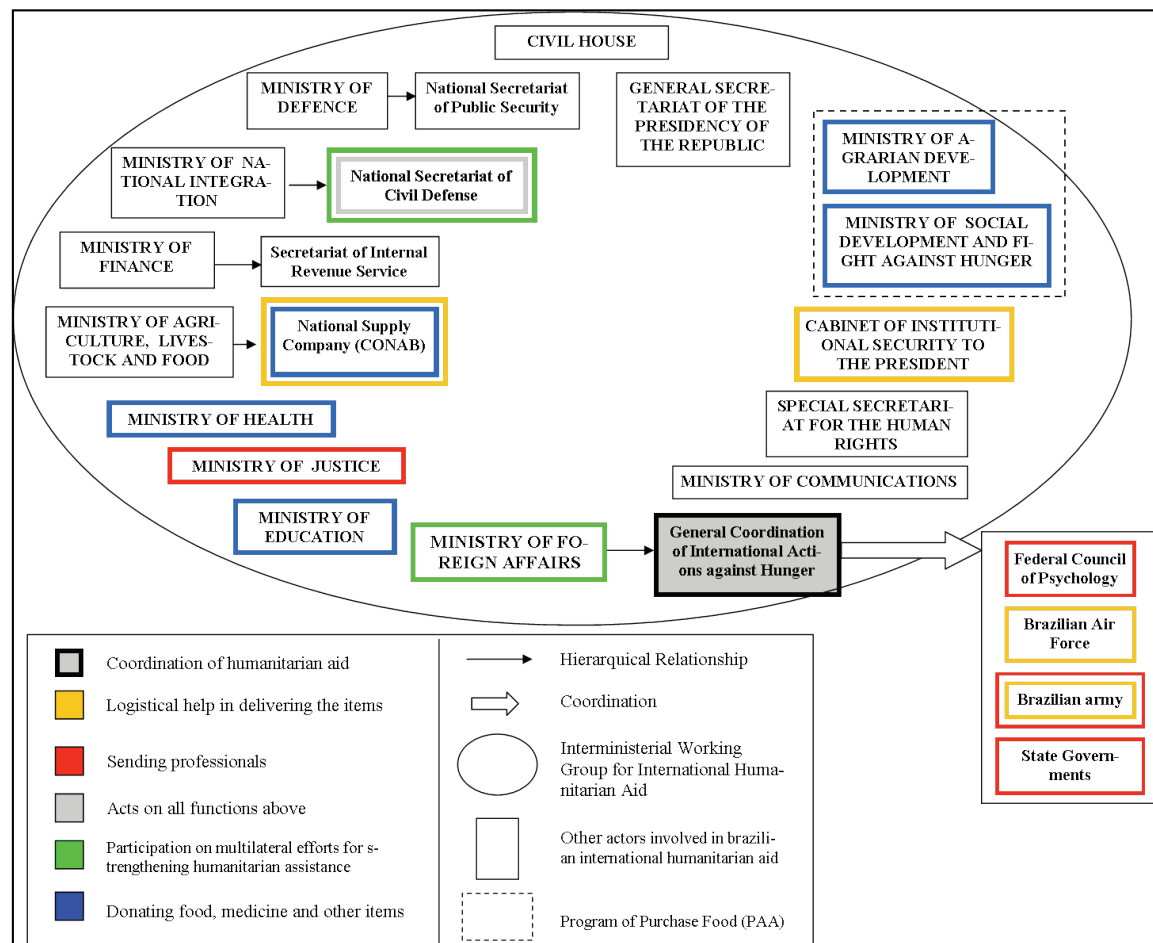 CIVIL HOUSE
MINISTRY OF
DEFENCE
National Secretariat
of Public Security
GENERAL SECRE-
TARIAT OF THE
PRESIDENCY OF
THE REPUBLIC
MINISTRY OF A-
GRARIAN DEVE-
LOPMENT
MINISTRY OF NA-
TIONAL INTEGRA-
TION
National Secretariat of
Civil Defense
MINISTRY OF SOCIAL
DEVELOPMENT AND FI-
GHT AGAINST HUNGER
MINISTRY OF
FINANCE
Secretariat of Internal
Revenue Service
MINISTRY OF AGRI-
CULTURE, LIVES-
TOCK AND FOOD
National Supply
Company (CONAB)
CABINET OF INSTITUTI-
ONAL SECURITY TO
THE PRESIDENT
MINISTRY OF HEALTH
SPECIAL SECRETARI-
AT FOR THE HUMAN
RIGHTS
MINISTRY OF JUSTICE
MINISTRY OF COMMUNICATIONS
MINISTRY OF
EDUCATION
MINISTRY OF FO-
REIGN AFFAIRS
General Coordination
of International Acti-
ons against Hunger
Federal Council
of Psychology
Brazilian Air
Force
Brazilian army
State Govern-
ments
Coordination of humanitarian aid
Logistical help in delivering the items
Sending professionals
Acts on all functions above
Participation on multilateral efforts for s-
trengthening humanitarian assistance
Donating food, medicine and other items
Hierarquical Relationship
Coordination
Interministerial Working
Group for International Huma-
nitarian Aid
Other actors involved in brazili-
an international humanitarian aid
Program of Purchase Food (PAA)